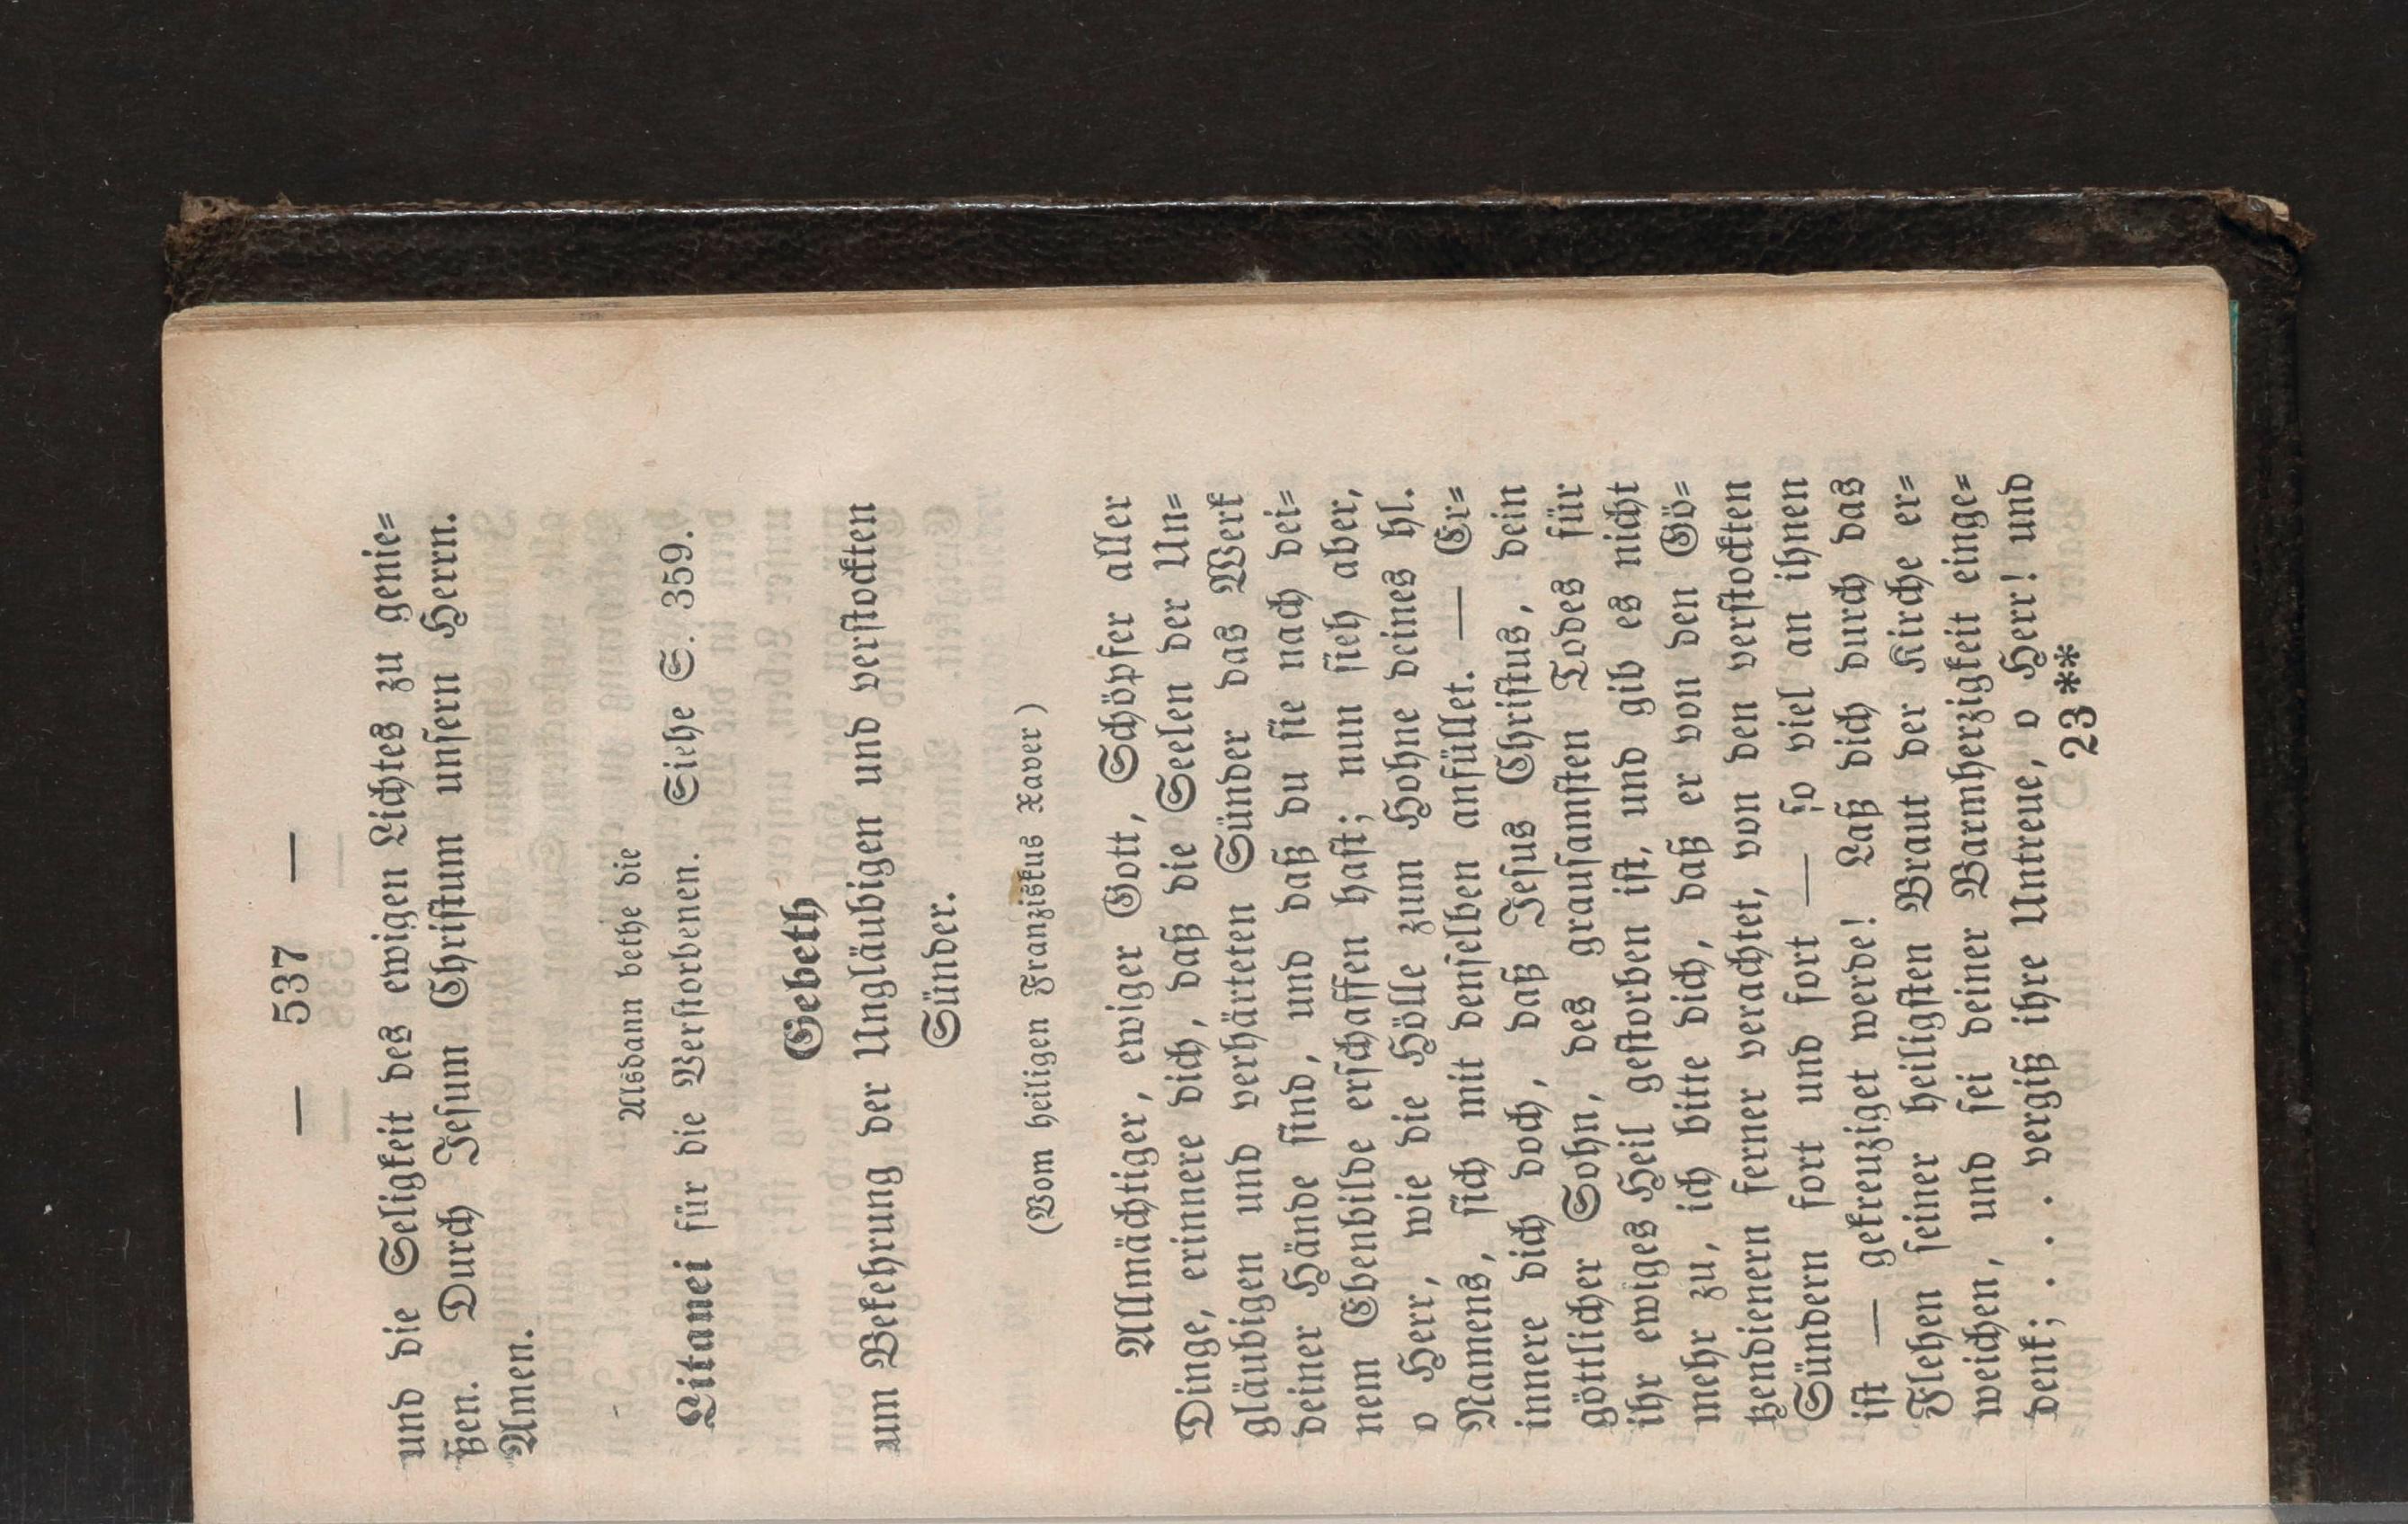 — 537 —
und die Seligkeit des ewigen Lichtes zu genie=
ßen. Durch Jesum Christum unsern Herrn.
Amen.
Alsdann bethe die
Litanei für die Verstorbenen. Siehe S. 359.
Gebeth
um Bekehrung der Ungläubigen und verstockten
Sünder.
(Vom heiligen Franziskus Xaver)
Allmächtiger, ewiger Gott, Schöpfer aller
Dinge, erinnere dich, daß die Seelen der Un=
gläubigen und verhärteten Sünder das Werk
deiner Hände sind, und daß du sie nach dei=
nem Ebenbilde erschaffen hast; nun sieh aber,
o Herr, wie die Hölle zum Hohne deines hl.
Namens, sich mit denselben anfüllet. — Er=
innere dich doch, daß Jesus Christus, dein
göttlicher Sohn, des grausamsten Todes für
ihr ewiges Heil gestorben ist, und gib es nicht
mehr zu, ich bitte dich, daß er von den Gö=
tzendienern ferner verachtet, von den verstockten
Sündern fort und fort — so viel an ihnen
ist — gekreuziget werde! Laß dich durch das
Flehen seiner heiligsten Braut der Kirche er=
weichen, und sei deiner Barmherzigkeit einge=
denk; . . . vergiß ihre Untreue, o Herr! und
23**